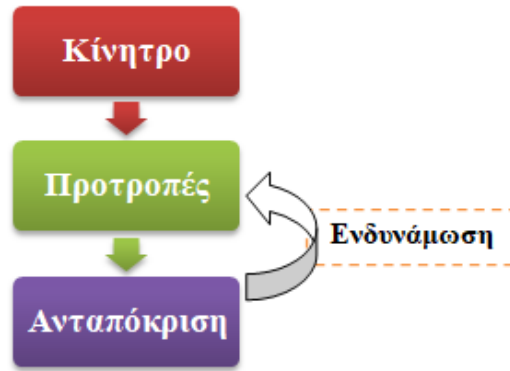 Κίνητρο
Προτροπές
Ενδυνάμωση
Ανταπόκριση